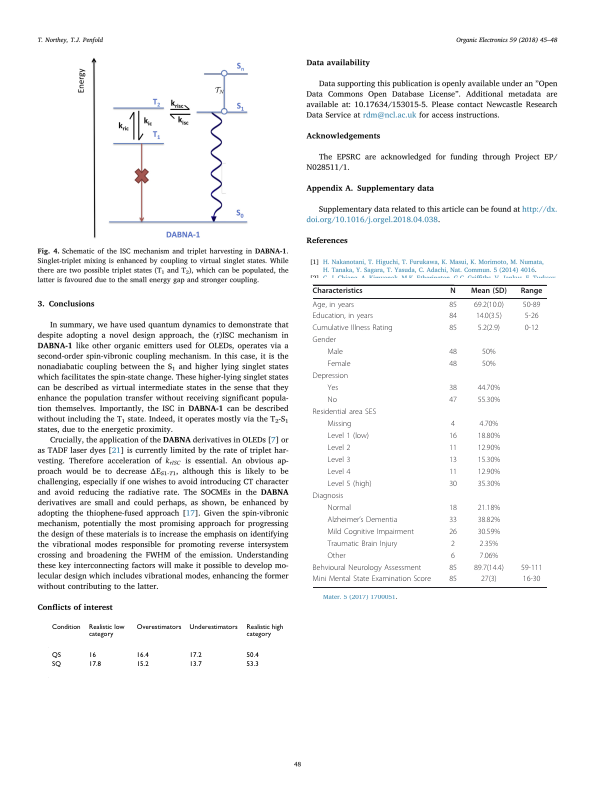 T. Northey, T.J. Penfold
Organic Electronics 59 (2018) 45–48
Energy
Sn
TN
T2
krisc
S1
kisc
kric
kic
T1
S0
DABNA-1
Fig. 4. Schematic of the ISC mechanism and triplet harvesting in DABNA-1.
Singlet-triplet mixing is enhanced by coupling to virtual singlet states. While
there are two possible triplet states (T1 and T2), which can be populated, the
latter is favoured due to the small energy gap and stronger coupling.
3. Conclusions
In summary, we have used quantum dynamics to demonstrate that
despite adopting a novel design approach, the (r)ISC mechanism in
DABNA-1 like other organic emitters used for OLEDs, operates via a
second-order spin-vibronic coupling mechanism. In this case, it is the
nonadiabatic coupling between the S1 and higher lying singlet states
which facilitates the spin-state change. These higher-lying singlet states
can be described as virtual intermediate states in the sense that they
enhance the population transfer without receiving significant popula-
tion themselves. Importantly, the ISC in DABNA-1 can be described
without including the T1 state. Indeed, it operates mostly via the T2-S1
states, due to the energetic proximity.
Crucially, the application of the DABNA derivatives in OLEDs [7] or
as TADF laser dyes [21] is currently limited by the rate of triplet har-
vesting. Therefore acceleration of krISC is essential. An obvious ap-
proach would be to decrease ΔES1-T1, although this is likely to be
challenging, especially if one wishes to avoid introducing CT character
and avoid reducing the radiative rate. The SOCMEs in the DABNA
derivatives are small and could perhaps, as shown, be enhanced by
adopting the thiophene-fused approach [17]. Given the spin-vibronic
mechanism, potentially the most promising approach for progressing
the design of these materials is to increase the emphasis on identifying
the vibrational modes responsible for promoting reverse intersystem
crossing and broadening the FWHM of the emission. Understanding
these key interconnecting factors will make it possible to develop mo-
lecular design which includes vibrational modes, enhancing the former
without contributing to the latter.
Conflicts of interest
Condition Realistic low category Overestimators Underestimators Realistic high category
QS 16 16.4 17.2 50.4
SQ 17.8 15.2 13.7 53.3
Data availability
Data supporting this publication is openly available under an "Open
Data Commons Open Database License". Additional metadata are
available at: 10.17634/153015-5. Please contact Newcastle Research
Data Service at rdm@ncl.ac.uk for access instructions.
Acknowledgements
The EPSRC are acknowledged for funding through Project EP/
N028511/1.
Appendix A. Supplementary data
Supplementary data related to this article can be found at http://dx.
doi.org/10.1016/j.orgel.2018.04.038.
References
[1] H. Nakanotani, T. Higuchi, T. Furukawa, K. Masui, K. Morimoto, M. Numata,
H. Tanaka, Y. Sagara, T. Yasuda, C. Adachi, Nat. Commun. 5 (2014) 4016.
Characteristics N Mean (SD) Range
Age, in years 85 69.2(10.0) 50-89
Education, in years 84 14.0(3.5) 5-26
Cumulative Illness Rating 85 5.2(2.9) 0-12
Gender
Male 48 50%
Female 48 50%
Depression
Yes 38 44.70%
No 47 55.30%
Residential area SES
Missing 4 4.70%
Level 1 (low) 16 18.80%
Level 2 11 12.90%
Level 3 13 15.30%
Level 4 11 12.90%
Level 5 (high) 30 35.30%
Diagnosis
Normal 18 21.18%
Alzheimer's Dementia 33 38.82%
Mild Cognitive Impairment 26 30.59%
Traumatic Brain Injury 2 2.35%
Other 6 7.06%
Behvioural Neurology Assessment 85 89.7(14.4) 59-111
Mini Mental State Examination Score 85 27(3) 16-30
Mater. 5 (2017) 1700051.
48